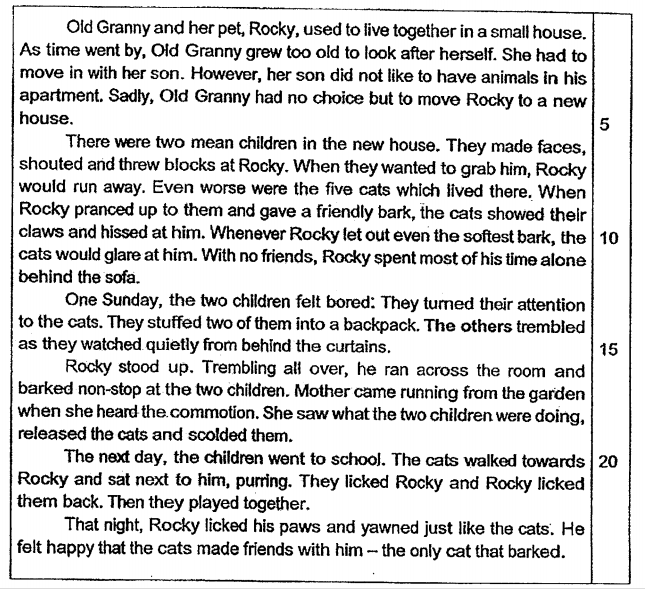 Old Granny and her pet, Rocky, used to live together in a small house.
As time went by, Old Granny grew too old to look after herself. She had to
move in with her son. However, her son did not like to have animals in his
apartment. Sadly, Old Granny had no choice but to move Rocky to a new
house.
5
There were two mean children in the new house. They made faces,
shouted and threw blocks at Rocky. When they wanted to grab him, Rocky
would run away. Even worse were the five cats which lived there. When
Rocky pranced up to them and gave a friendly bark, the cats showed their
claws and hissed at him. Whenever Rocky let out even the softest bark, the
10
cats would glare at him. With no friends, Rocky spent most of his time alone
behind the sofa.
One Sunday, the two children felt bored: They turned their attention
to the cats. They stuffed two of them into a backpack. The others trembled
as they watched quietly from behind the curtains.
15
Rocky stood up. Trembling all over, he ran across the room and
barked non-stop at the two children. Mother came running from the garden
when she heard the commotion. She saw what the two children were doing,
released the cats and scolded them.
The next day, the children went to school. The cats walked towards
20
Rocky and sat next to him, purring. They licked Rocky and Rocky licked
them back. Then they played together.
That night, Rocky licked his paws and yawned just like the cats. He
felt happy that the cats made friends with him – the only cat that barked.